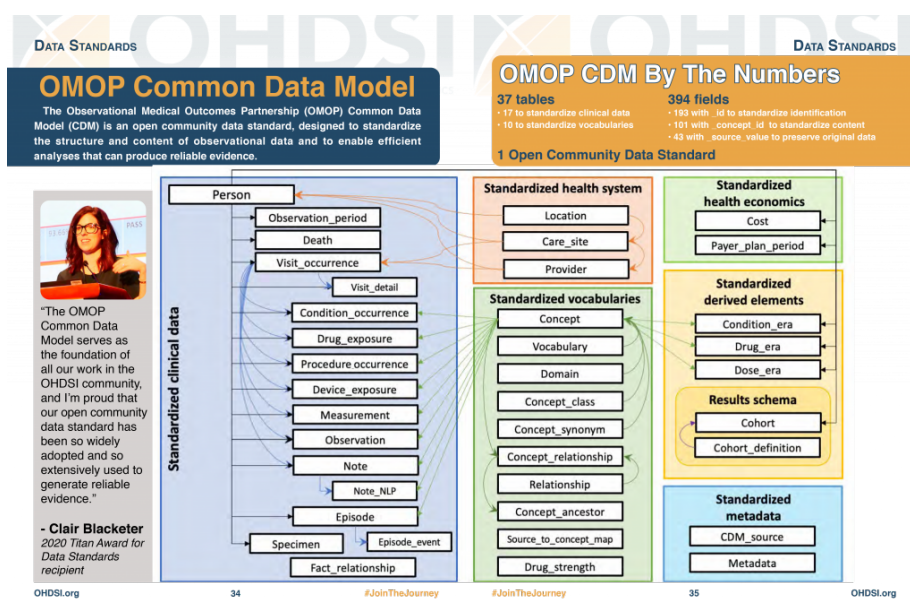 OHDSI
OHDSI
DATA STANDARDS
DATA STANDARDS
OMOP Common Data Model
The Observational Medical Outcomes Partnership (OMOP) Common Data
Model (CDM) is an open community data standard, designed to standardize
the structure and content of observational data and to enable efficient
analyses that can produce reliable evidence.
OMOP CDM By The Numbers
37 tables
• 17 to standardize clinical data
• 10 to standardize vocabularies
394 fields
• 193 with _id to standardize identification
• 101 with _concept_id to standardize content
• 43 with _source_value to preserve original data
1 Open Community Data Standard
PASS
“The OMOP
Common Data
Model serves as
the foundation of
all our work in the
OHDSI community,
and I’m proud that
our open community
data standard has
been so widely
adopted and so
extensively used to
generate reliable
evidence.”
- Clair Blacketer
2020 Titan Award for
Data Standards
recipient
Standardized clinical data
Person
Observation_period
Death
Visit_occurrence
Visit_detail
Condition_occurrence
Drug_exposure
Procedure_occurrence
Device_exposure
Measurement
Observation
Note
Note_NLP
Episode
Specimen
Episode_event
Fact_relationship
Standardized health system
Location
Care_site
Provider
Standardized vocabularies
Concept
Vocabulary
Domain
Concept_class
Concept_synonym
Concept_relationship
Relationship
Concept_ancestor
Source_to_concept_map
Drug_strength
Standardized
health economics
Cost
Payer_plan_period
Standardized
derived elements
Condition_era
Drug_era
Dose_era
Results schema
Cohort
Cohort_definition
Standardized
metadata
CDM_source
Metadata
OHDSI.org
34
#JoinTheJourney
#JoinTheJourney
35
OHDSI.org